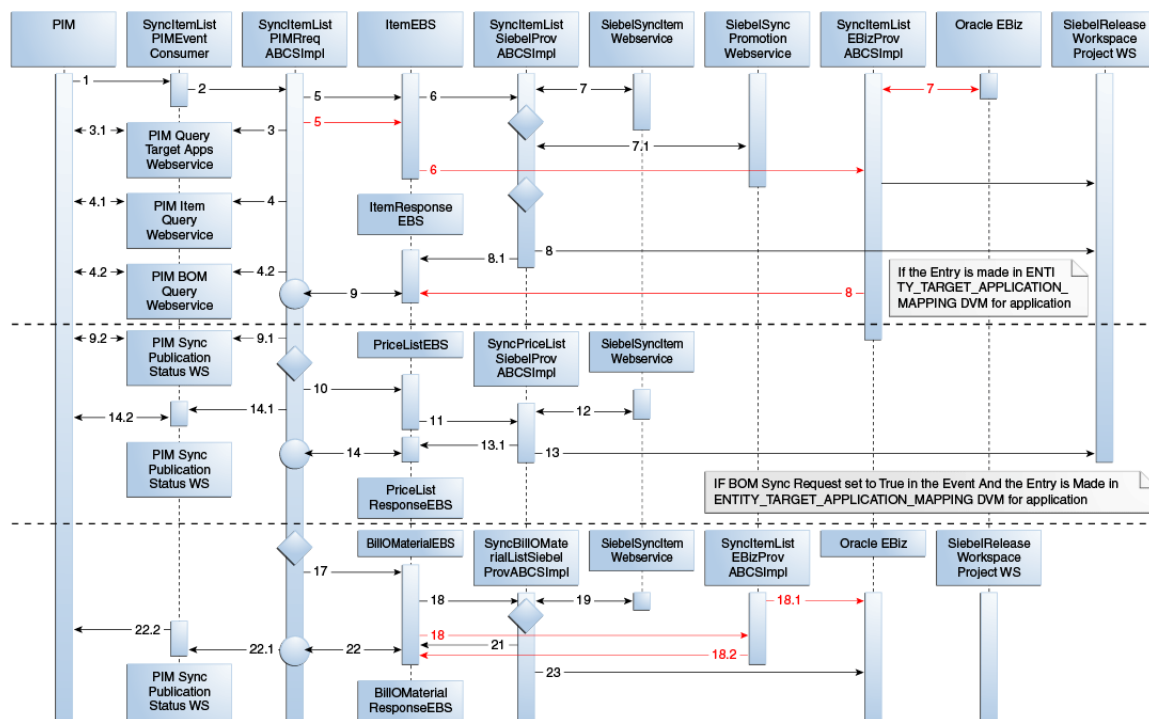 PIM
SyncItemList
PIMEvent
Consumer
SyncItemList
PIMRreq
ABCSImpl
ItemEBS
SyncItemList
SiebelProv
ABCSImpl
SiebelSyncItem
Webservice
SiebelSync
Promotion
Webservice
SyncItemList
EBizProv
ABCSImpl
Oracle EBiz
SiebelRelease
Workspace
Project WS
1
2
5
6
7
7
3.1
3
5
7.1
6
PIM Query
Target Apps
Webservice
4.1
4
PIM Item
Query
Webservice
ItemResponse
EBS
8.1
8
4.2
4.2
PIM BOM
Query
Webservice
9
8
If the Entry is made in ENTI
TY_TARGET_APPLICATION_
MAPPING DVM for application
9.2
9.1
PIM Sync
Publication
Status WS
PriceListEBS
SyncPriceList
SiebelProv
ABCSImpl
SiebelSyncItem
Webservice
10
14.2
14.1
11
12
14
13.1
13
PIM Sync
Publication
Status WS
PriceList
ResponseEBS
IF BOM Sync Request set to True in the Event And the Entry is Made in
ENTITY_TARGET_APPLICATION_MAPPING DVM for application
BillOMaterialEBS
SyncBillOMate
rialListSiebel
ProvABCSImpl
SiebelSyncItem
Webservice
SyncItemList
EBizProv
ABCSImpl
Oracle EBiz
SiebelRelease
Workspace
Project WS
17
18
19
18.1
22.2
18
21
22.1
22
18.2
23
PIM Sync
Publication
Status WS
BillOMaterial
ResponseEBS